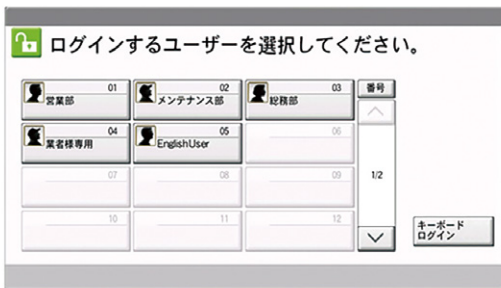 ログインするユーザーを選択してください。
01
営業部
02
メンテナンス部
03
総務部
番号
04
業者様専用
05
EnglishUser
06
07
08
09
1/2
10
11
12
キーボード
ログイン